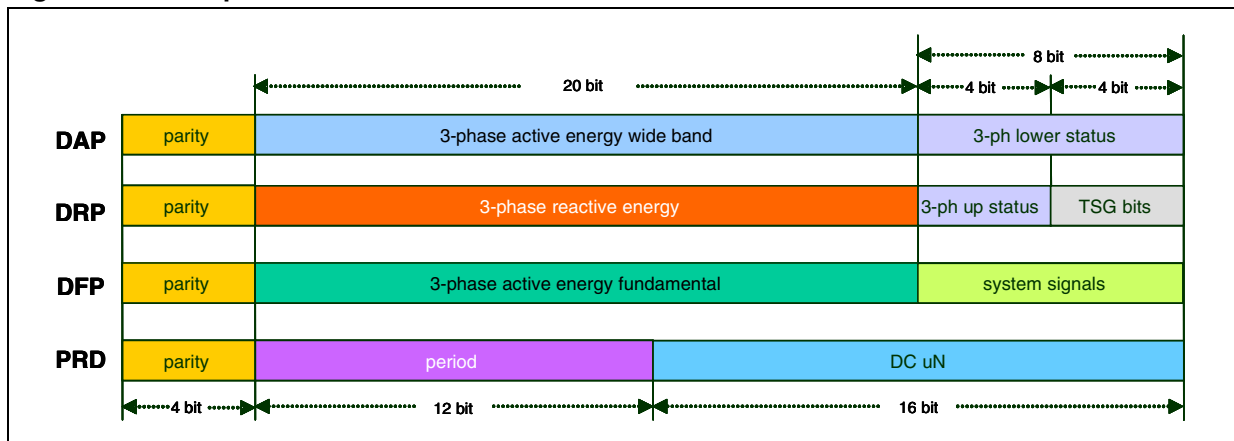 8 bit
20 bit 4 bit 4 bit
DAP parity 3-phase active energy wide band 3-ph lower status
DRP parity 3-phase reactive energy 3-ph up status TSG bits
DFP parity 3-phase active energy fundamental system signals
PRD parity period DC uN
4 bit 12 bit 16 bit